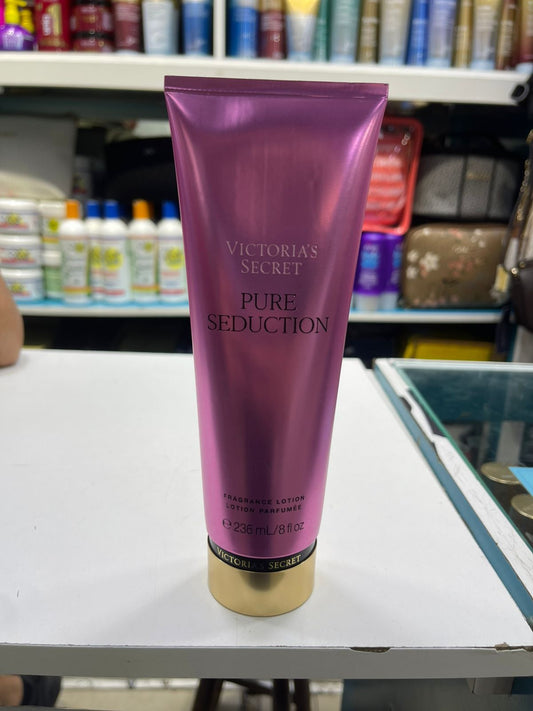 VICTORIA'S
SECRET
PURE
SEDUCTION
FRAGRANCE LOTION
LOTION PARFUMÉE
℮ 236 mL/8 fl oz
VICTORIA'S SECRET